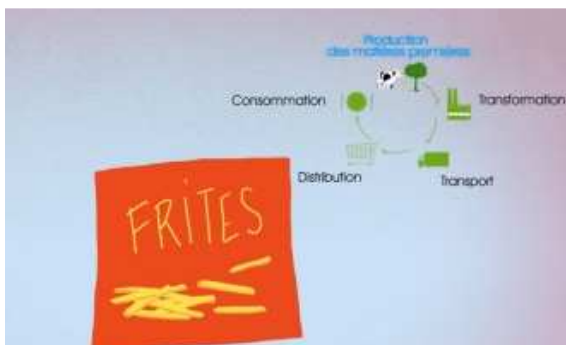 Production
des matières premières
Consommation
Transformation
Distribution
Transport
FRITES